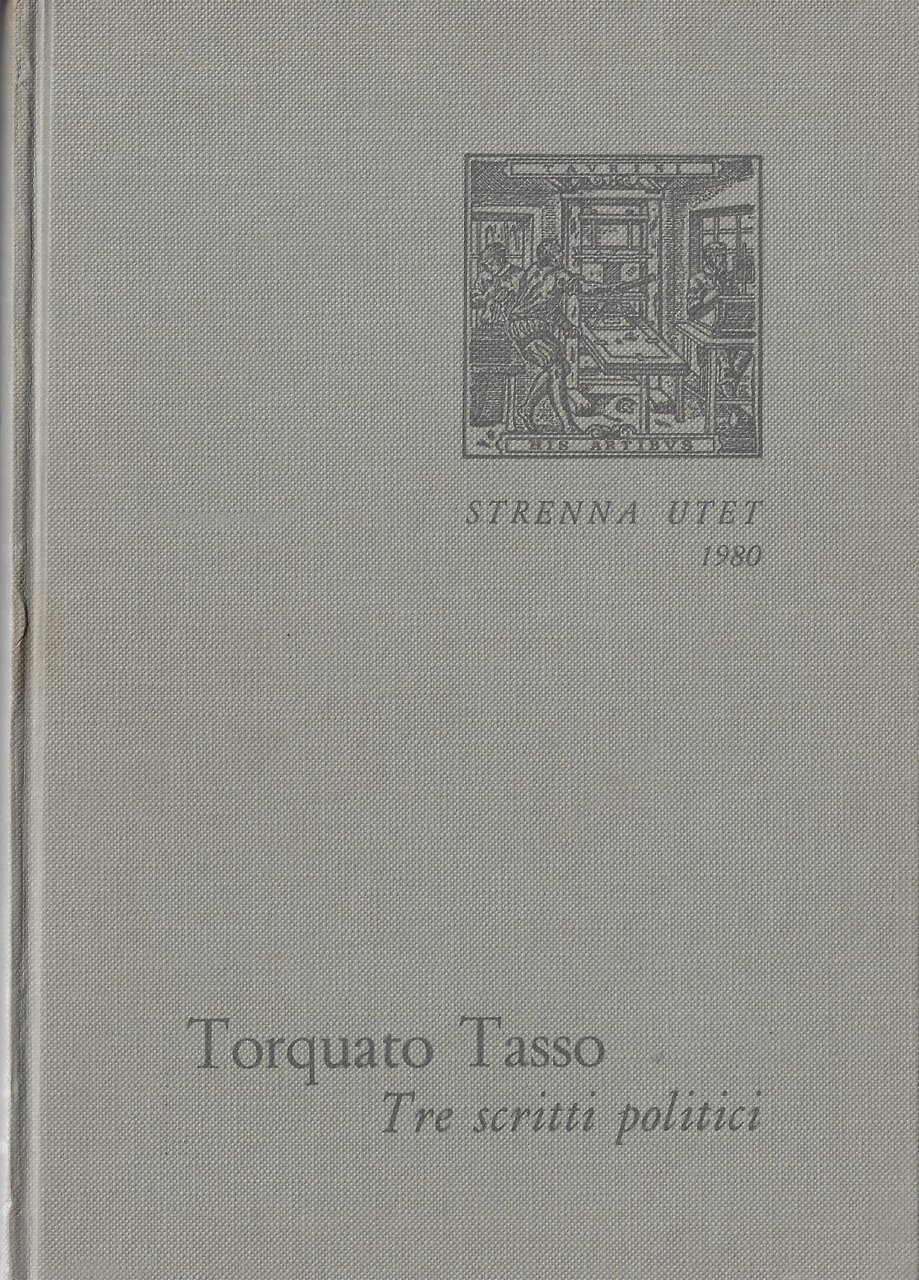 TAVRINI
HIS ARTIBVS
STRENNA UTET
1980
Torquato Tasso
Tre scritti politici